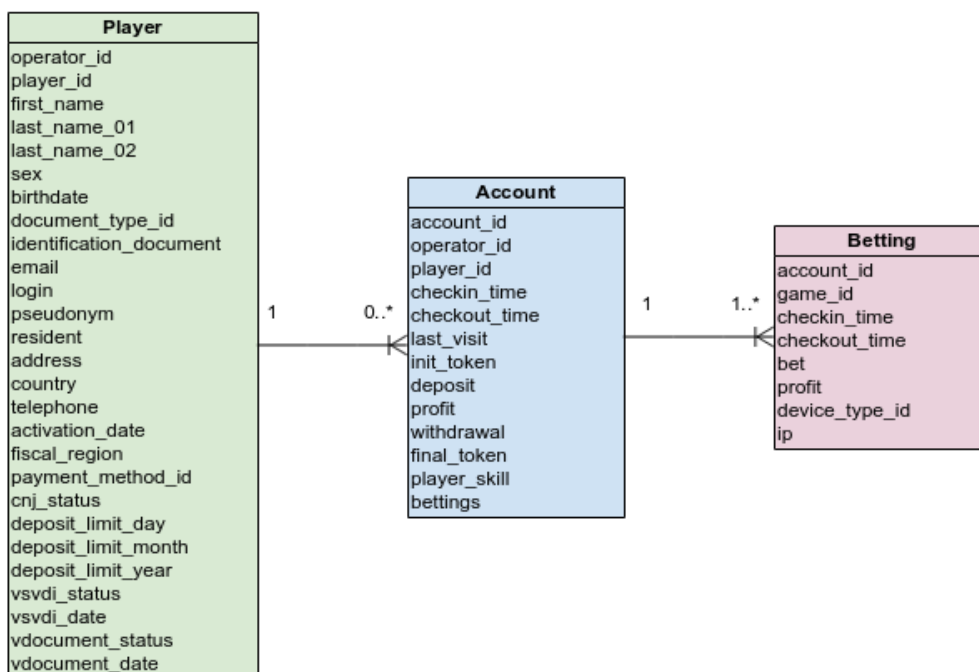 Player
operator_id
player_id
first_name
last_name_01
last_name_02
sex
birthdate
document_type_id
identification_document
email
login
pseudonym
resident
address
country
telephone
activation_date
fiscal_region
payment_method_id
cnj_status
deposit_limit_day
deposit_limit_month
deposit_limit_year
vsvdi_status
vsvdi_date
vdocument_status
vdocument_date
1
0..*
Account
account_id
operator_id
player_id
checkin_time
checkout_time
last_visit
init_token
deposit
profit
withdrawal
final_token
player_skill
bettings
1
1..*
Betting
account_id
game_id
checkin_time
checkout_time
bet
profit
device_type_id
ip